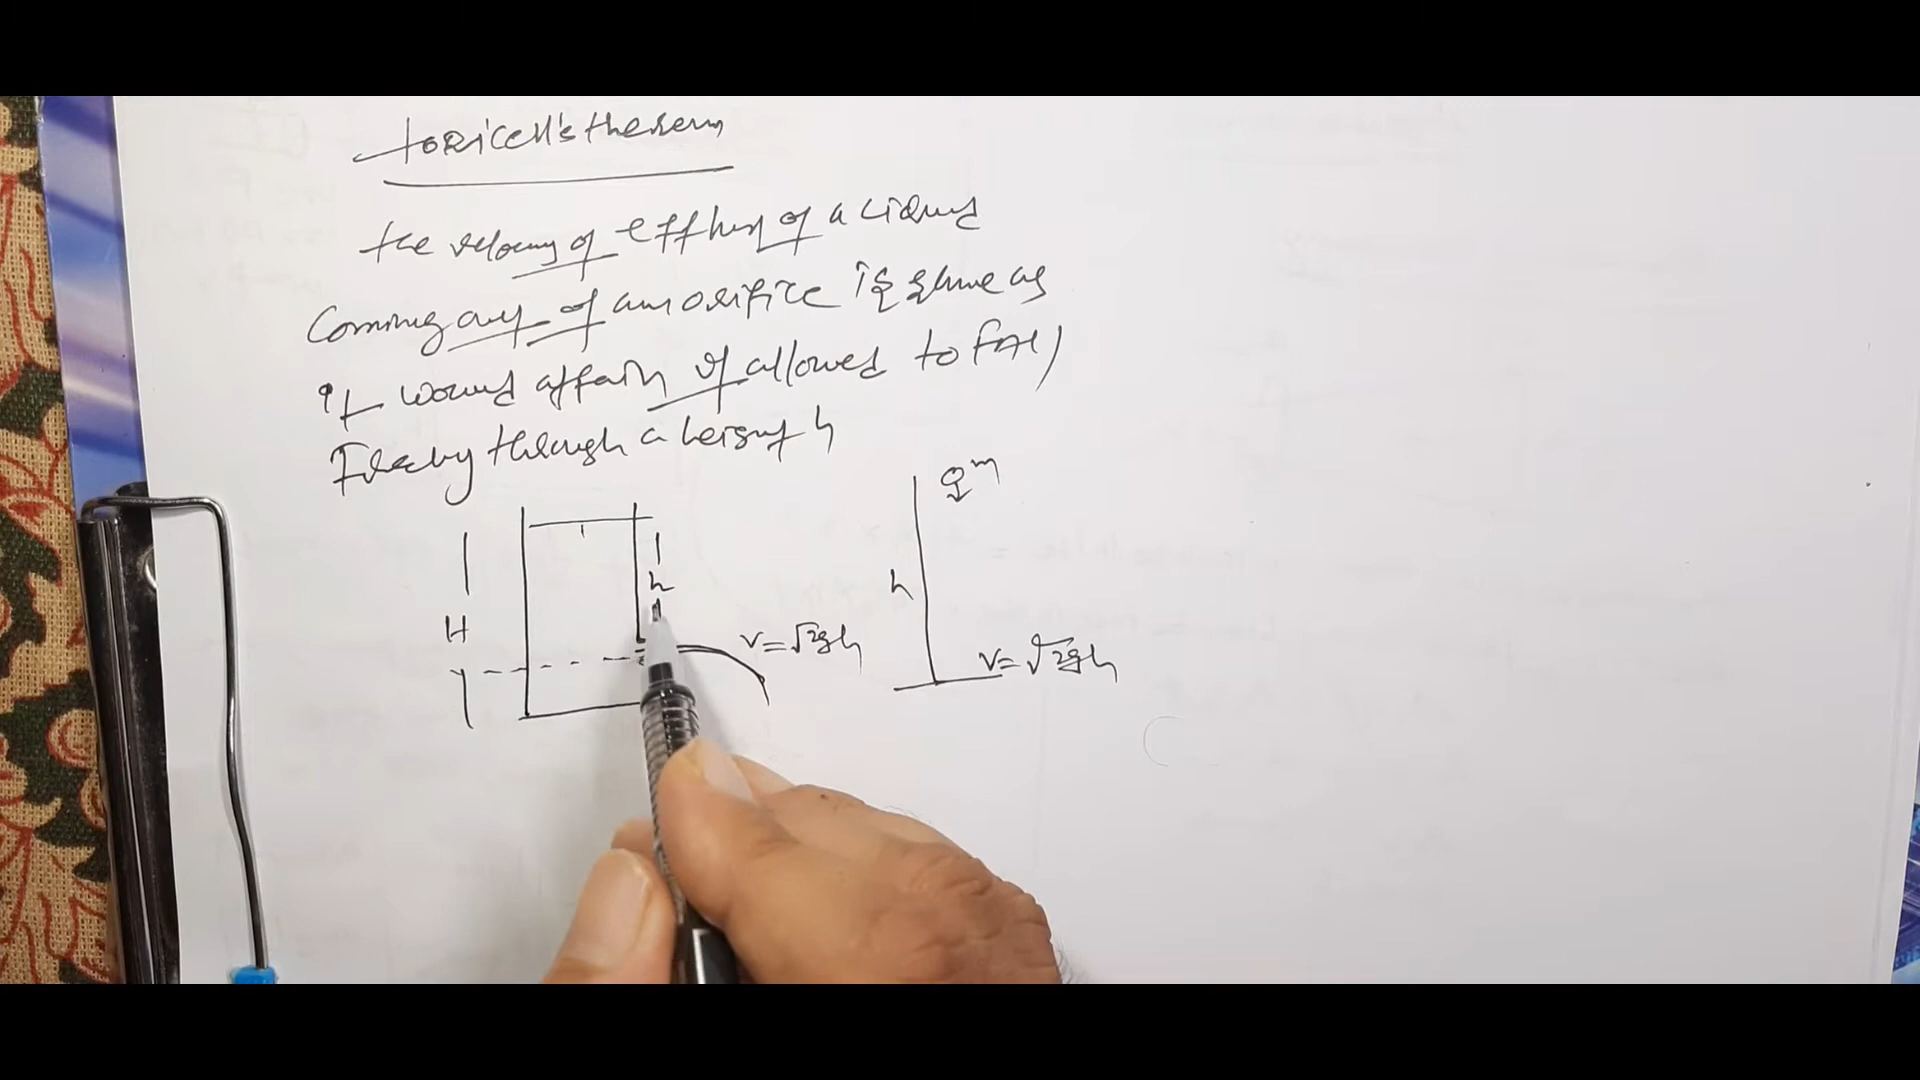 toricell's theorem
the velocity of efflux of a liquid
Coming out of an orifice is same as
it would attain if allowed to fall
Freely through a height h
m
h
h
H
v=√2gh
v=√2gh